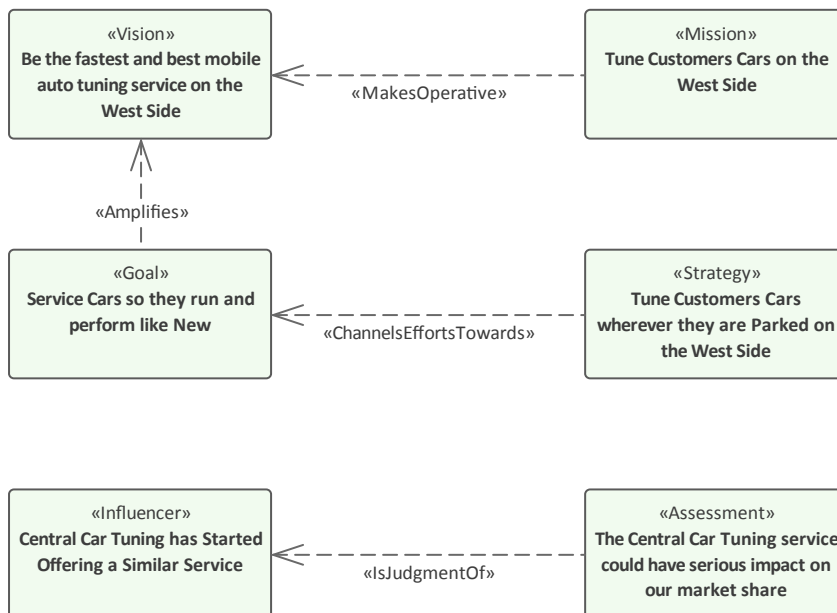 «Vision»
Be the fastest and best mobile
auto tuning service on the
West Side
«Mission»
Tune Customers Cars on the
West Side
«MakesOperative»
«Amplifies»
«Goal»
Service Cars so they run and
perform like New
«Strategy»
Tune Customers Cars
wherever they are Parked on
the West Side
«ChannelsEffortsTowards»
«Influencer»
Central Car Tuning has Started
Offering a Similar Service
«Assessment»
The Central Car Tuning service
could have serious impact on
our market share
«IsJudgmentOf»